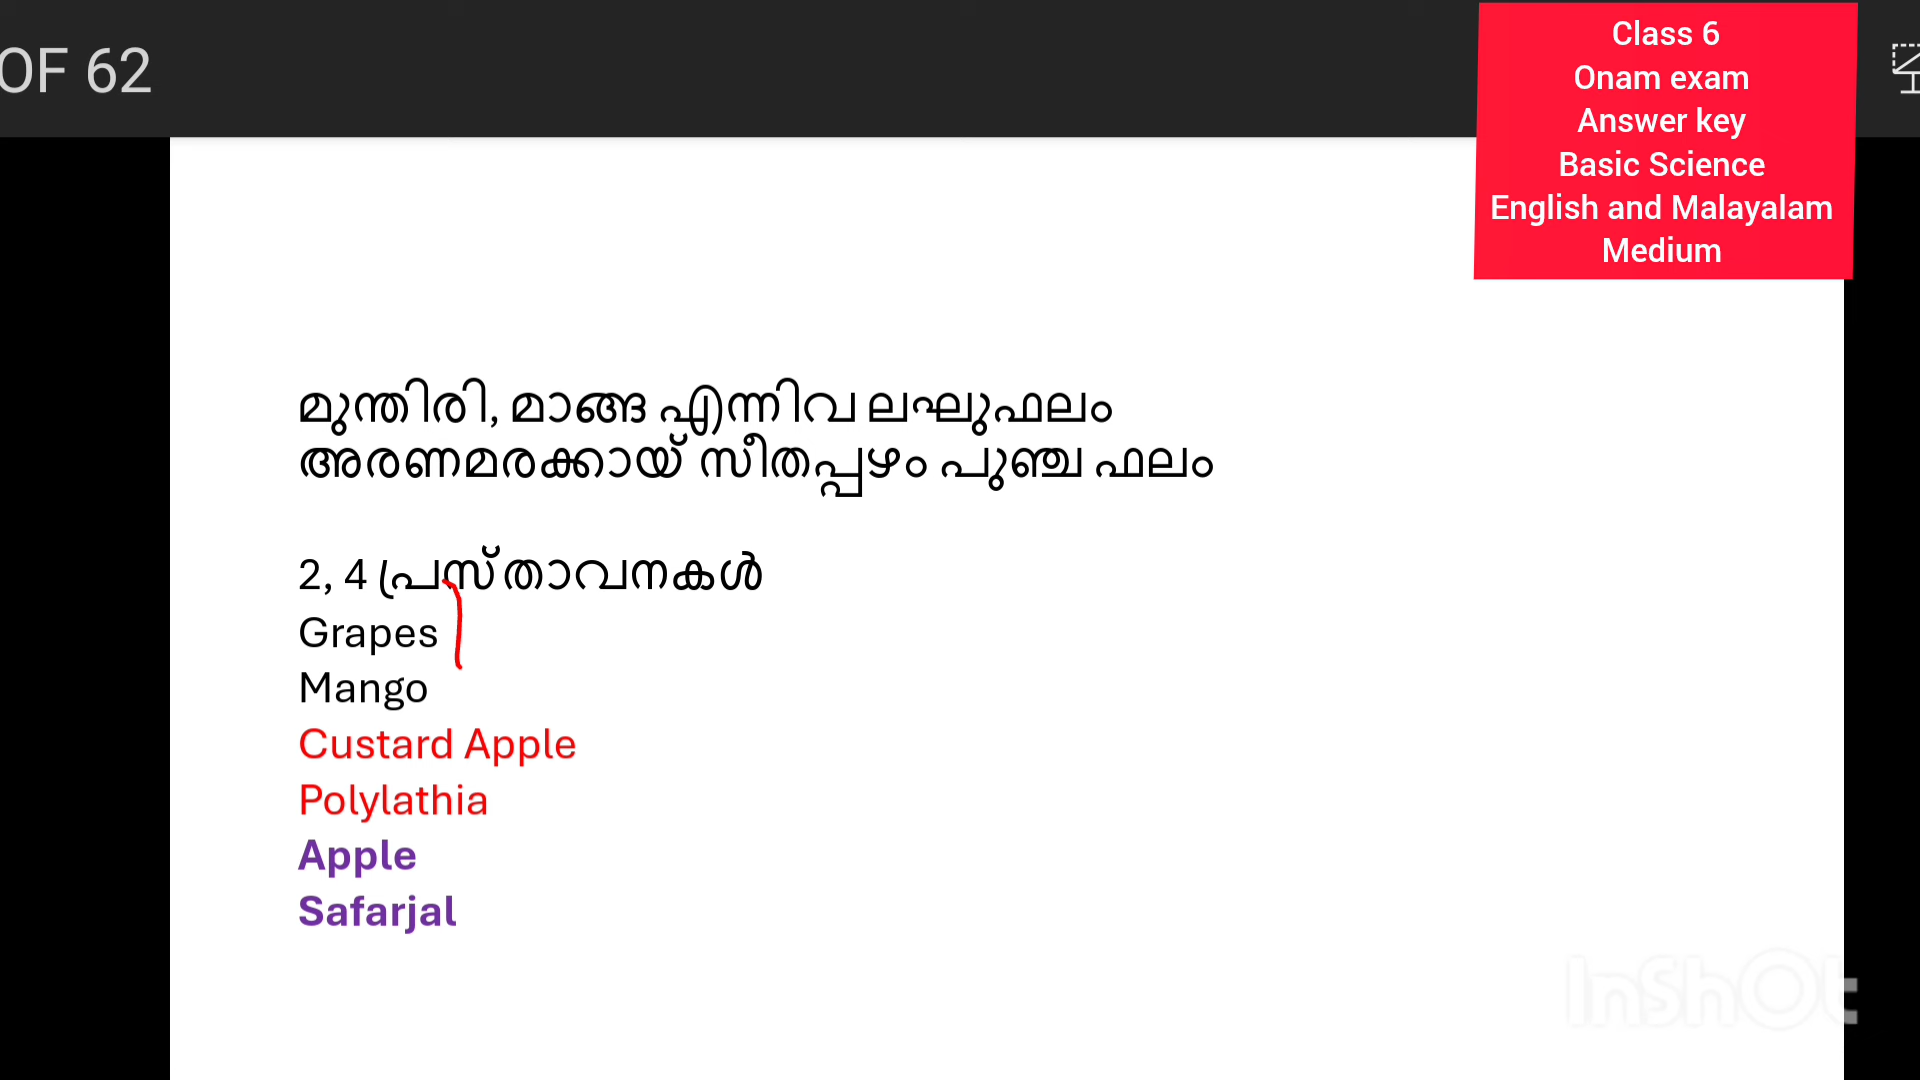 OF 62
Class 6
Onam exam
Answer key
Basic Science
English and Malayalam
Medium
മുന്തിരി, മാങ്ങ എന്നിവ ലഘുഫലം
അരണമരക്കായ് സീതപ്പഴം പുഞ്ച ഫലം
2, 4 പ്രസ്താവനകൾ
Grapes
Mango
Custard Apple
Polylathia
Apple
Safarjal
InShOt